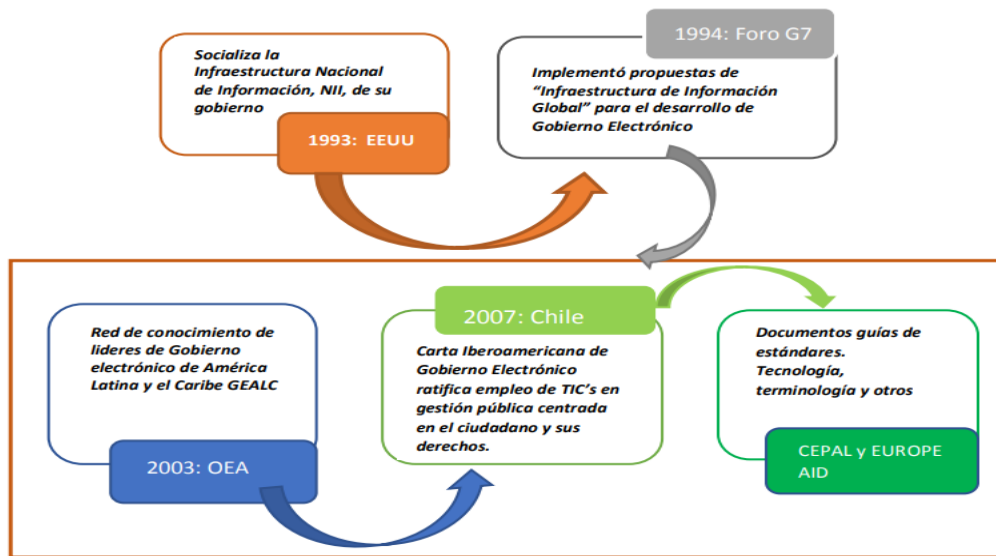 Socializa la
Infraestructura Nacional
de Información, NII, de su
gobierno
1993: EEUU
1994: Foro G7
Implementó propuestas de
“Infraestructura de Información
Global” para el desarrollo de
Gobierno Electrónico
Red de conocimiento de
lideres de Gobierno
electrónico de América
Latina y el Caribe GEALC
2003: OEA
2007: Chile
Carta Iberoamericana de
Gobierno Electrónico
ratifica empleo de TIC’s en
gestión pública centrada
en el ciudadano y sus
derechos.
Documentos guías de
estándares.
Tecnología,
terminología y otros
CEPAL y EUROPE
AID